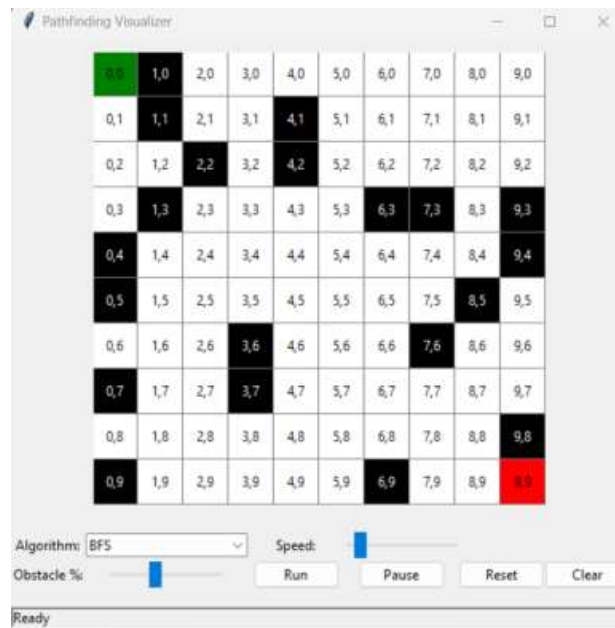 Pathfinding Visualizer
0,0 1,0 2,0 3,0 4,0 5,0 6,0 7,0 8,0 9,0
0,1 1,1 2,1 3,1 4,1 5,1 6,1 7,1 8,1 9,1
0,2 1,2 2,2 3,2 4,2 5,2 6,2 7,2 8,2 9,2
0,3 1,3 2,3 3,3 4,3 5,3 6,3 7,3 8,3 9,3
0,4 1,4 2,4 3,4 4,4 5,4 6,4 7,4 8,4 9,4
0,5 1,5 2,5 3,5 4,5 5,5 6,5 7,5 8,5 9,5
0,6 1,6 2,6 3,6 4,6 5,6 6,6 7,6 8,6 9,6
0,7 1,7 2,7 3,7 4,7 5,7 6,7 7,7 8,7 9,7
0,8 1,8 2,8 3,8 4,8 5,8 6,8 7,8 8,8 9,8
0,9 1,9 2,9 3,9 4,9 5,9 6,9 7,9 8,9 9,9
Algorithm: BFS Speed:
Obstacle %: Run Pause Reset Clear
Ready